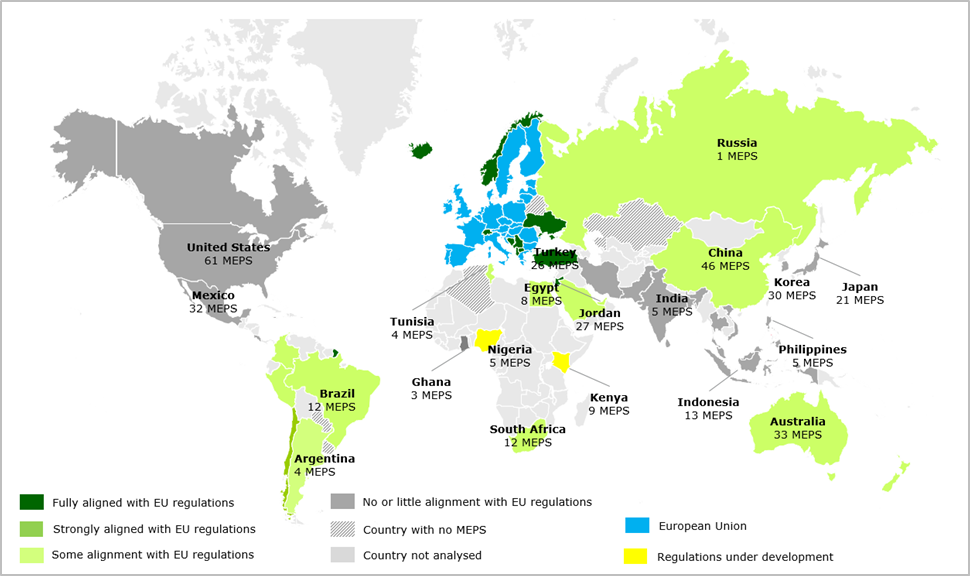 Russia
1 MEPS
United States
61 MEPS
Turkey
26 MEPS
China
46 MEPS
Mexico
32 MEPS
Egypt
8 MEPS
India
5 MEPS
Korea
30 MEPS
Japan
21 MEPS
Tunisia
4 MEPS
Jordan
27 MEPS
Nigeria
5 MEPS
Philippines
5 MEPS
Ghana
3 MEPS
Kenya
9 MEPS
Brazil
12 MEPS
Indonesia
13 MEPS
South Africa
12 MEPS
Australia
33 MEPS
Argentina
4 MEPS
Fully aligned with EU regulations
Strongly aligned with EU regulations
Some alignment with EU regulations
No or little alignment with EU regulations
Country with no MEPS
Country not analysed
European Union
Regulations under development